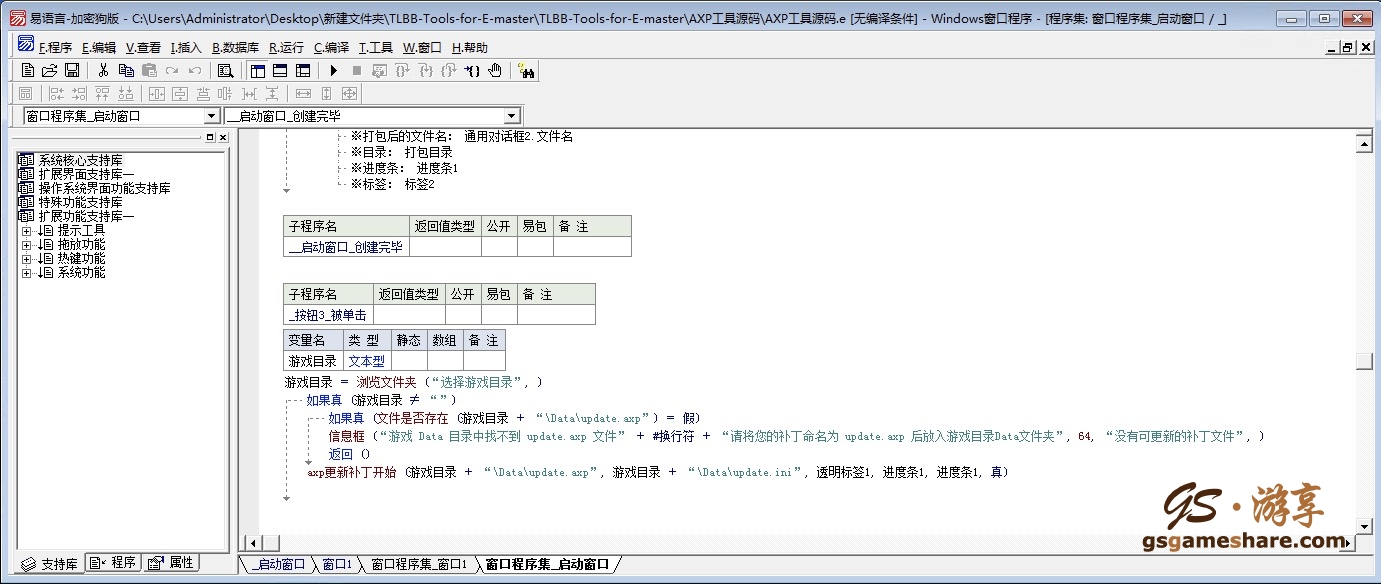 易语言-加密狗版 - C:\Users\Administrator\Desktop\新建文件夹\TLBB-Tools-for-E-master\TLBB-Tools-for-E-master\AXP工具源码\AXP工具源码.e [无编译条件] - Windows窗口程序 - [程序集: 窗口程序集_启动窗口 / _]
F.程序 E.编辑 V.查看 I.插入 B.数据库 R.运行 C.编译 T.工具 W.窗口 H.帮助
窗口程序集_启动窗口 __启动窗口_创建完毕
系统核心支持库
扩展界面支持库一
操作系统界面功能支持库
特殊功能支持库
扩展功能支持库一
提示工具
拖放功能
热键功能
系统功能
支持库 程序 属性
※打包后的文件名: 通用对话框2.文件名
※目录: 打包目录
※进度条: 进度条1
※标签: 标签2
子程序名 返回值类型 公开 易包 备 注
__启动窗口_创建完毕
子程序名 返回值类型 公开 易包 备 注
_按钮3_被单击
变量名 类 型 静态 数组 备 注
游戏目录 文本型
游戏目录 = 浏览文件夹 (“选择游戏目录”, )
如果真 (游戏目录 ≠ “”)
如果真 (文件是否存在 (游戏目录 + “\Data\update.axp”) = 假)
信息框 (“游戏 Data 目录中找不到 update.axp 文件” + #换行符 + “请将您的补丁命名为 update.axp 后放入游戏目录Data文件夹”, 64, “没有可更新的补丁文件”, )
返回 ()
axp更新补丁开始 (游戏目录 + “\Data\update.axp”, 游戏目录 + “\Data\update.ini”, 透明标签1, 进度条1, 进度条1, 真)
_启动窗口 窗口1 窗口程序集_窗口1 窗口程序集_启动窗口
GS·游享
gsgameshare.com